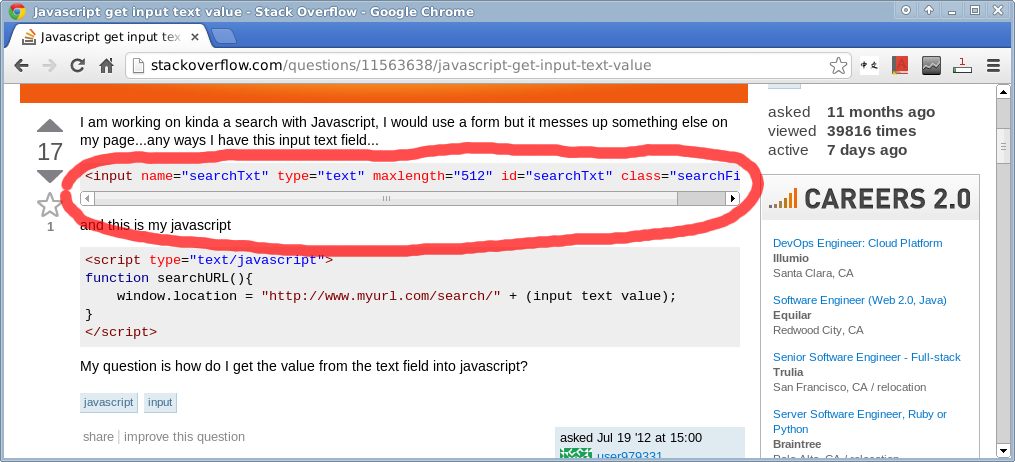 Javascript get input text value - Stack Overflow - Google Chrome
Javascript get input tex
stackoverflow.com/questions/11563638/javascript-get-input-text-value
1
I am working on kinda a search with Javascript, I would use a form but it messes up something else on
my page...any ways I have this input text field...
17
1
<input name="searchTxt" type="text" maxlength="512" id="searchTxt" class="searchFi
and this is my javascript
<script type="text/javascript">
function searchURL(){
window.location = "http://www.myurl.com/search/" + (input text value);
}
</script>
My question is how do I get the value from the text field into javascript?
javascript input
share improve this question
asked Jul 19 '12 at 15:00
user979331
asked 11 months ago
viewed 39816 times
active 7 days ago
CAREERS 2.0
DevOps Engineer: Cloud Platform
Illumio
Santa Clara, CA
Software Engineer (Web 2.0, Java)
Equilar
Redwood City, CA
Senior Software Engineer - Full-stack
Trulia
San Francisco, CA / relocation
Server Software Engineer, Ruby or
Python
Braintree
Palo Alto, CA / relocation